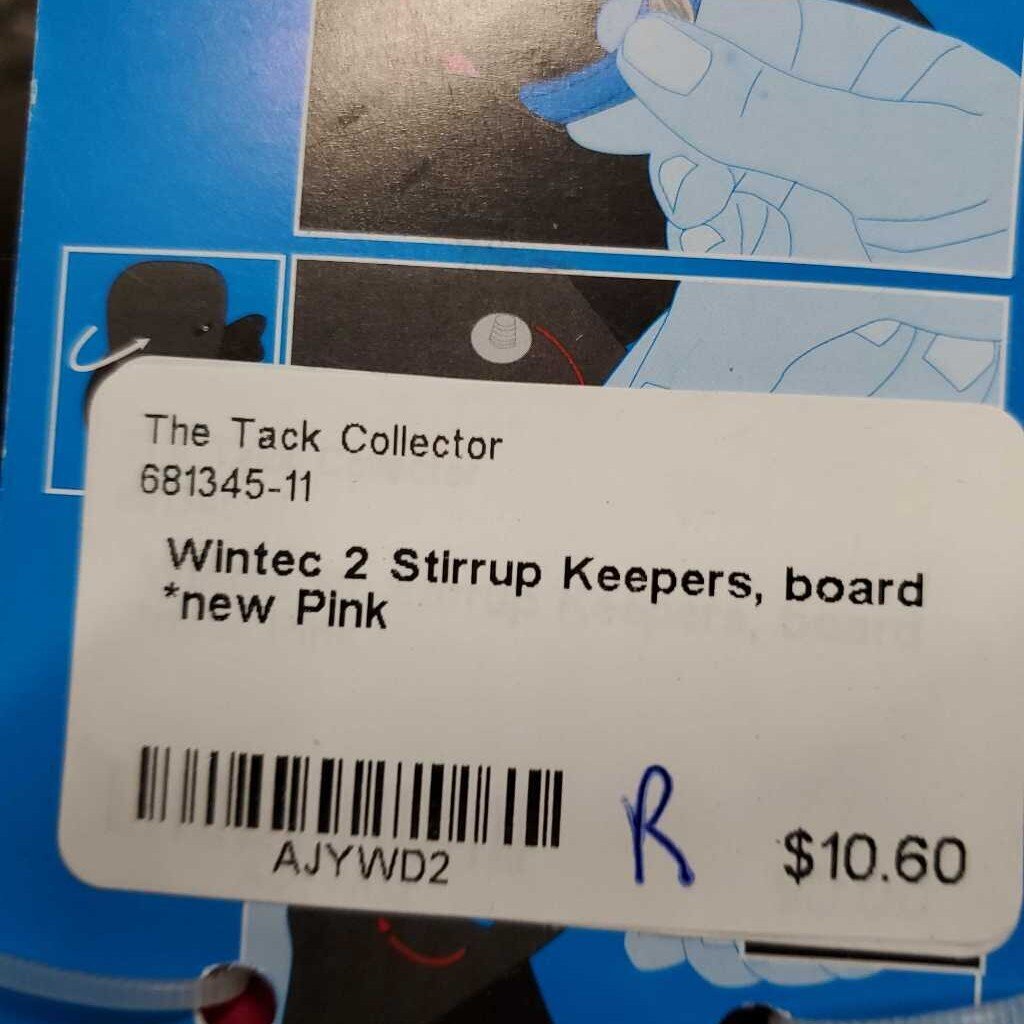 The Tack Collector
681345-11
Wintec 2 Stirrup Keepers, board
*new Pink
AJYWD2
R
$10.60